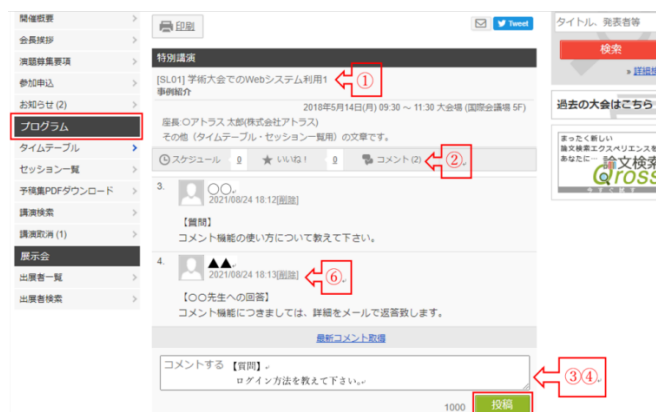 開催概要
会長挨拶
演題募集要項
参加申込
お知らせ (2)
プログラム
タイムテーブル
セッション一覧
予稿集PDFダウンロード
講演検索
講演取消 (1)
展示会
出展者一覧
出展者検索
印刷
Tweet
特別講演
[SL01] 学術大会でのWebシステム利用1
①
事例紹介
2018年5月14日(月) 09:30 ~ 11:30 大会場 (国際会議場 5F)
座長:○アトラス 太郎(株式会社アトラス)
その他（タイムテーブル・セッション一覧用）の文章です。
スケジュール 0 いいね! 0 コメント (2)
②
3. ○○
2021/08/24 18:12[削除]
【質問】
コメント機能の使い方について教えて下さい。
4. ▲▲
2021/08/24 18:13[削除]
⑥
【○○先生への回答】
コメント機能につきましては、詳細をメールで返答致します。
最新コメント取得
コメントする 【質問】
ログイン方法を教えて下さい。
③④
1000 投稿
タイトル、発表者等
検索
» 詳細検
過去の大会はこちら
まったく新しい
論文検索エクスペリエンスを
あなたに… 論文検索
Qross
今すぐ試す